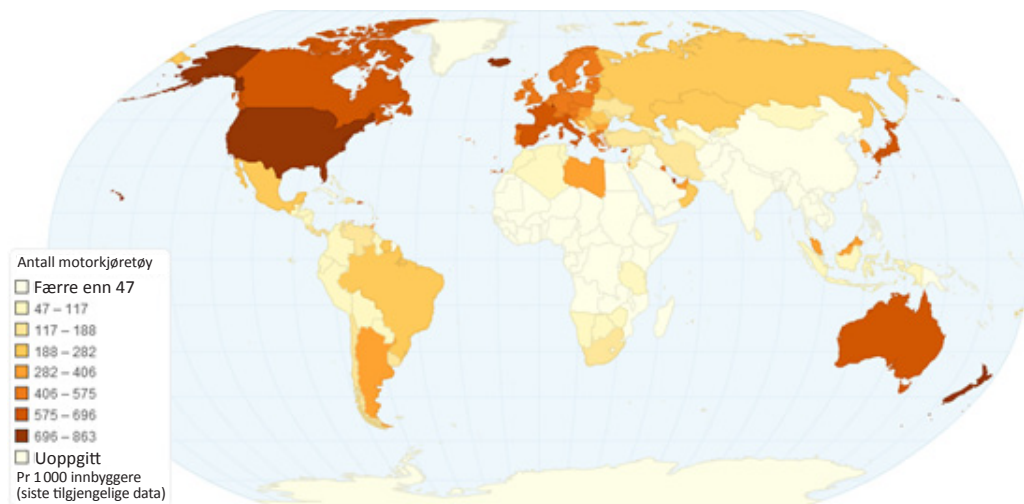 Antall motorkjøretøy
Færre enn 47
47 – 117
117 – 188
188 – 282
282 – 406
406 – 575
575 – 696
696 – 863
Uoppgitt
Pr 1 000 innbyggere
(siste tilgjengelige data)